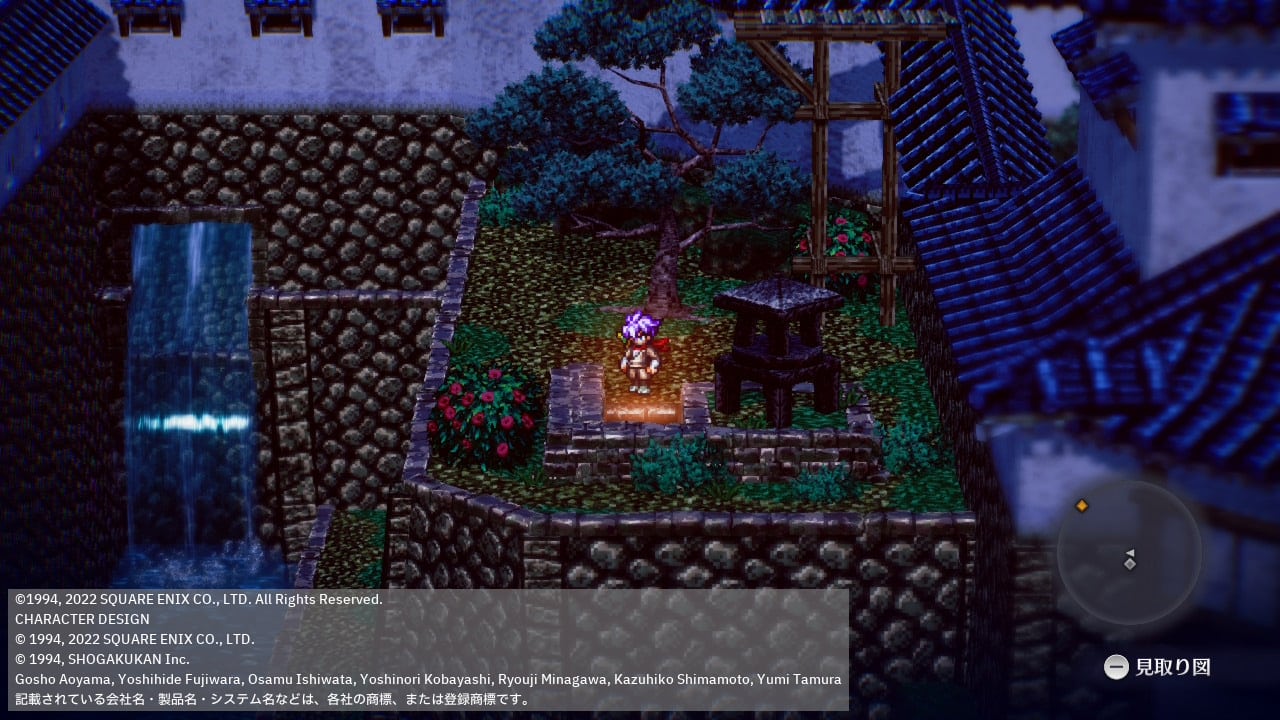 ©1994, 2022 SQUARE ENIX CO., LTD. All Rights Reserved.
CHARACTER DESIGN
© 1994, 2022 SQUARE ENIX CO., LTD.
© 1994, SHOGAKUKAN Inc.
Gosho Aoyama, Yoshihide Fujiwara, Osamu Ishiwata, Yoshinori Kobayashi, Ryouji Minagawa, Kazuhiko Shimamoto, Yumi Tamura
記載されている会社名・製品名・システム名などは、各社の商標、または登録商標です。
見取り図